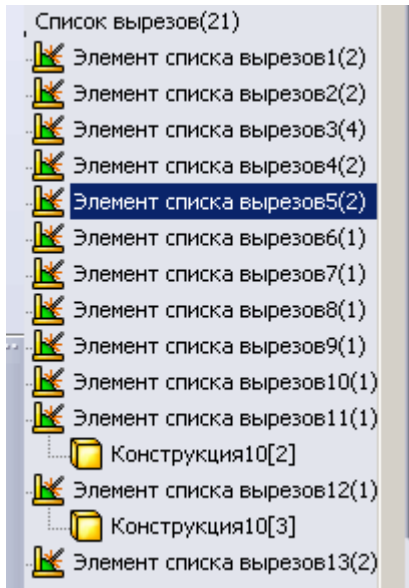 Список вырезов(21)
Элемент списка вырезов1(2)
Элемент списка вырезов2(2)
Элемент списка вырезов3(4)
Элемент списка вырезов4(2)
Элемент списка вырезов5(2)
Элемент списка вырезов6(1)
Элемент списка вырезов7(1)
Элемент списка вырезов8(1)
Элемент списка вырезов9(1)
Элемент списка вырезов10(1)
Элемент списка вырезов11(1)
Конструкция10[2]
Элемент списка вырезов12(1)
Конструкция10[3]
Элемент списка вырезов13(2)